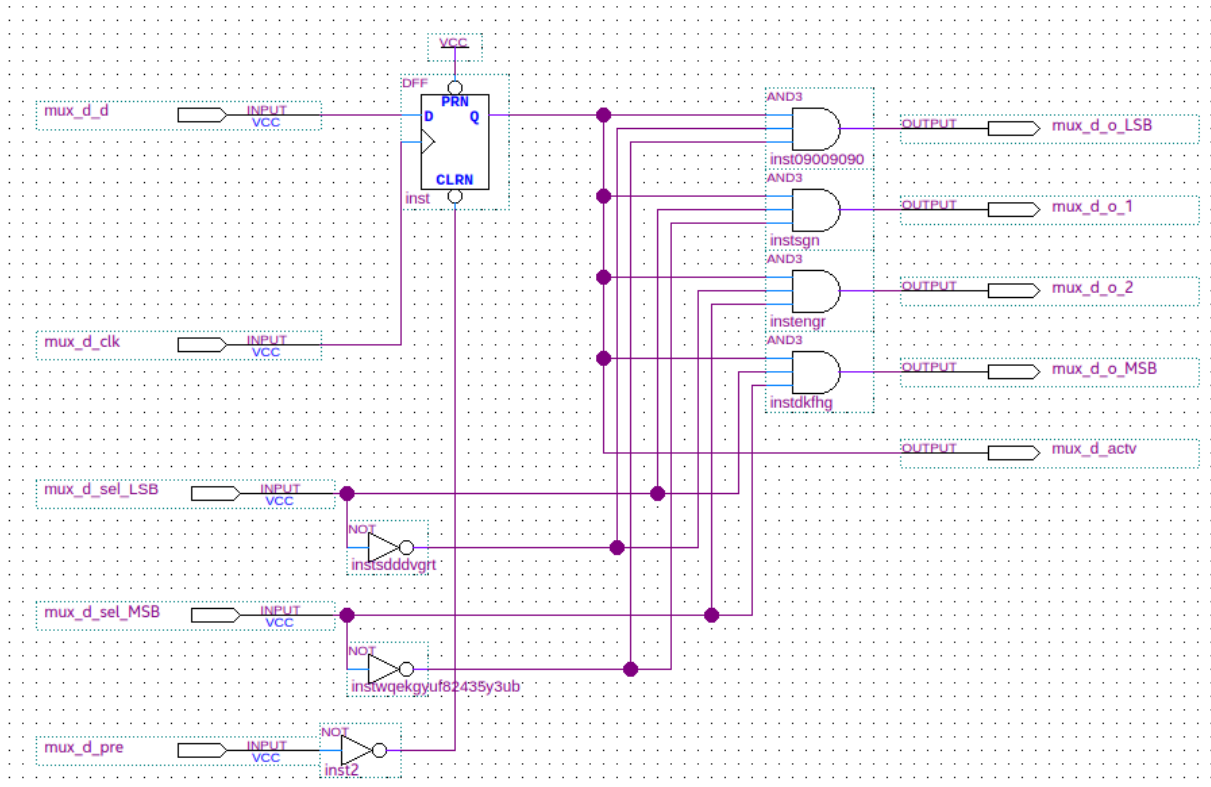 VCC
DFF
PRN
D Q
CLRN
inst
mux_d_d
INPUT
VCC
AND3
inst09009090
OUTPUT
mux_d_o_LSB
AND3
instsgn
OUTPUT
mux_d_o_1
AND3
instengr
OUTPUT
mux_d_o_2
mux_d_clk
INPUT
VCC
AND3
instdkfhg
OUTPUT
mux_d_o_MSB
OUTPUT
mux_d_actv
mux_d_sel_LSB
INPUT
VCC
NOT
instsdddvgrt
mux_d_sel_MSB
INPUT
VCC
NOT
instwqekgyuf82435y3ub
mux_d_pre
INPUT
VCC
NOT
inst2